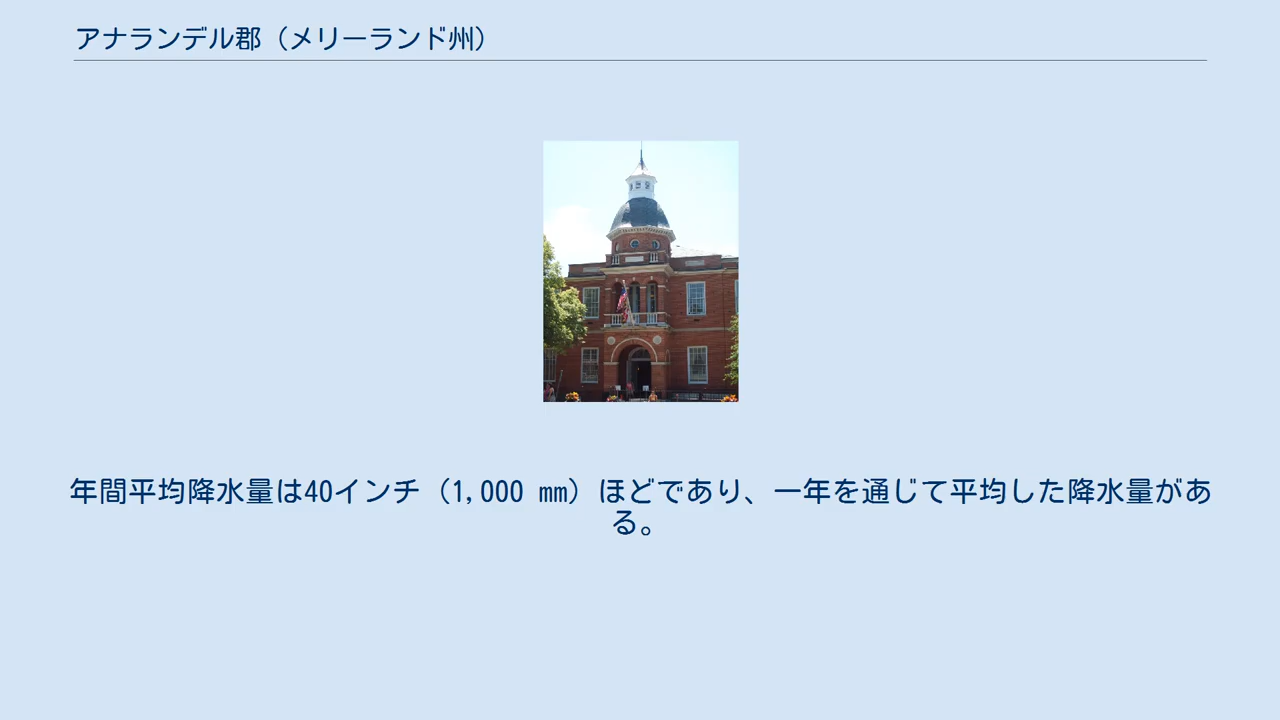 アナランデル郡（メリーランド州）
年間平均降水量は40インチ（1,000 mm）ほどであり、一年を通じて平均した降水量があ
る。